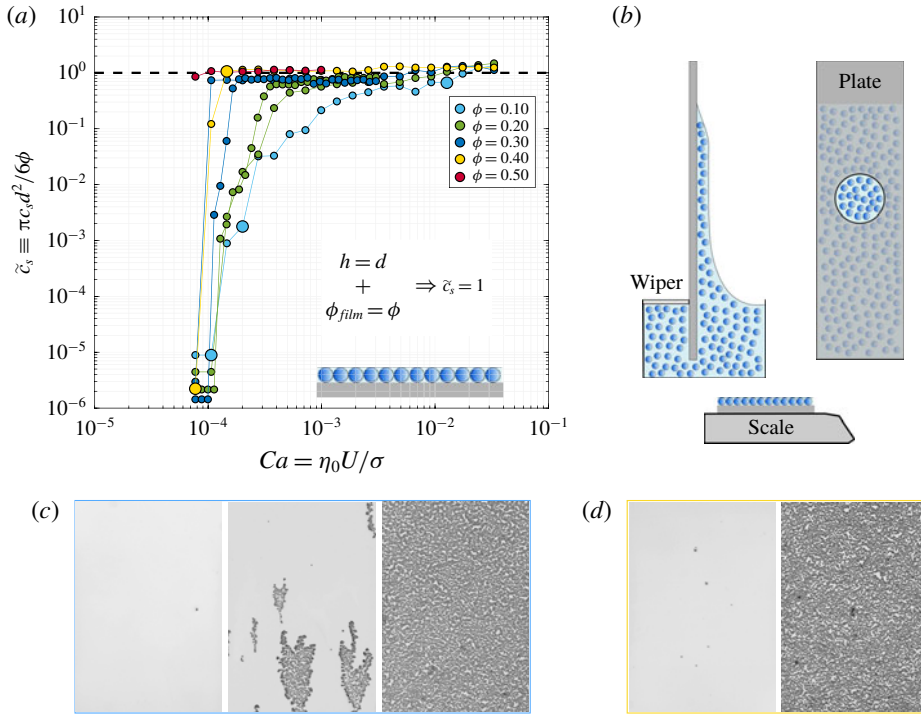 (a)
10^1
10^0
10^-1
10^-2
10^-3
10^-4
10^-5
10^-6
c̃_s ≡ πc_s d^2/6ϕ
ϕ = 0.10
ϕ = 0.20
ϕ = 0.30
ϕ = 0.40
ϕ = 0.50
h = d
+ ⇒ c̃_s = 1
ϕ_film = ϕ
10^-5 10^-4 10^-3 10^-2 10^-1
Ca = η_0 U/σ
(b)
Plate
Wiper
Scale
(c)
(d)